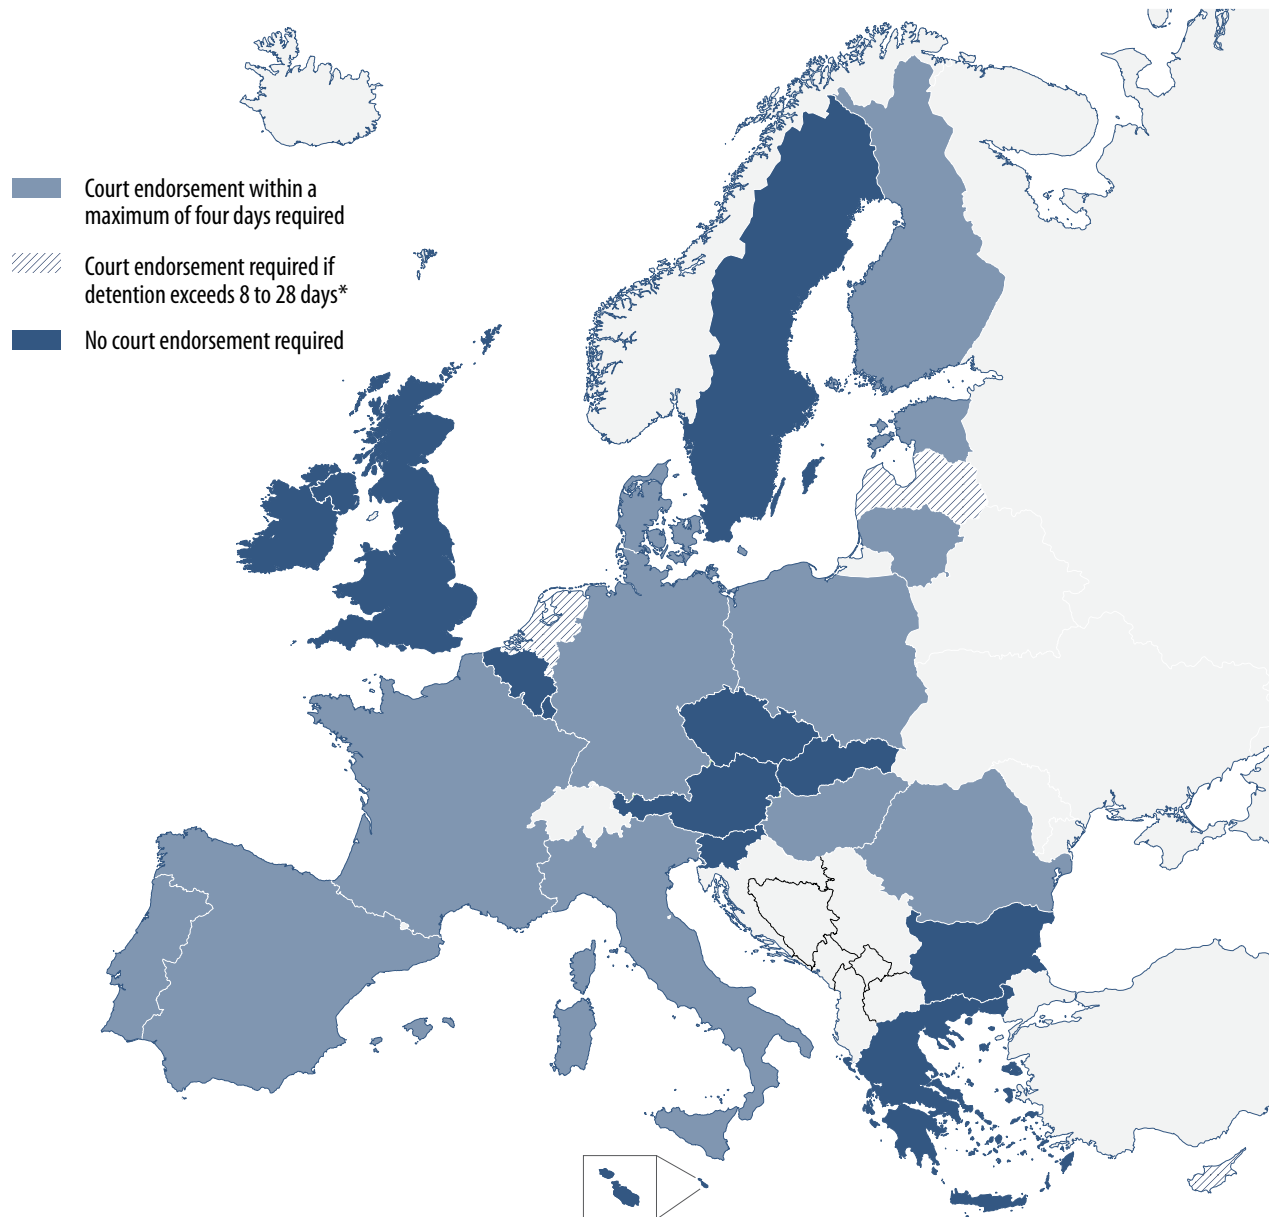 Court endorsement within a
maximum of four days required
Court endorsement required if
detention exceeds 8 to 28 days*
No court endorsement required